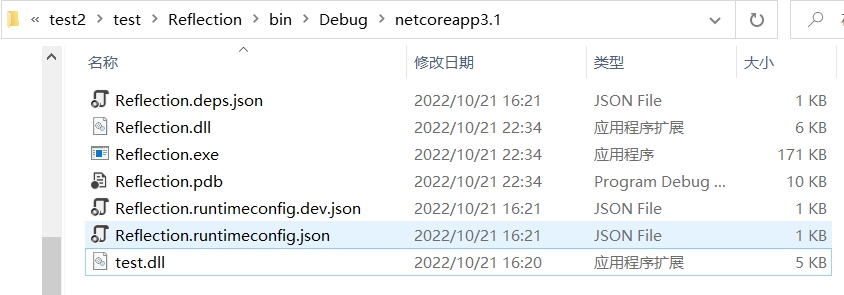 « test2 › test › Reflection › bin › Debug › netcoreapp3.1
名称 修改日期 类型 大小
Reflection.deps.json 2022/10/21 16:21 JSON File 1 KB
Reflection.dll 2022/10/21 22:34 应用程序扩展 6 KB
Reflection.exe 2022/10/21 22:34 应用程序 171 KB
Reflection.pdb 2022/10/21 22:34 Program Debug ... 10 KB
Reflection.runtimeconfig.dev.json 2022/10/21 16:21 JSON File 1 KB
Reflection.runtimeconfig.json 2022/10/21 16:21 JSON File 1 KB
test.dll 2022/10/21 16:20 应用程序扩展 5 KB